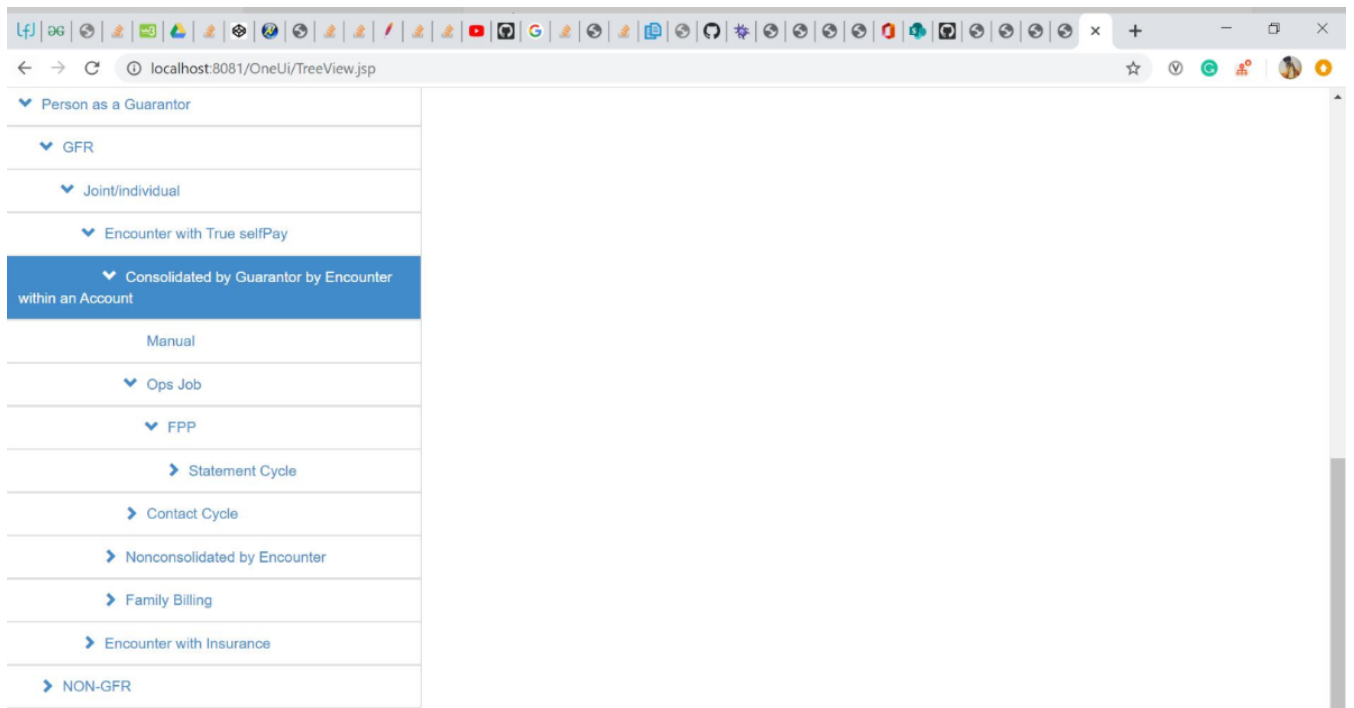 localhost:8081/OneUi/TreeView.jsp
Person as a Guarantor
GFR
Joint/individual
Encounter with True selfPay
Consolidated by Guarantor by Encounter
within an Account
Manual
Ops Job
FPP
Statement Cycle
Contact Cycle
Nonconsolidated by Encounter
Family Billing
Encounter with Insurance
NON-GFR